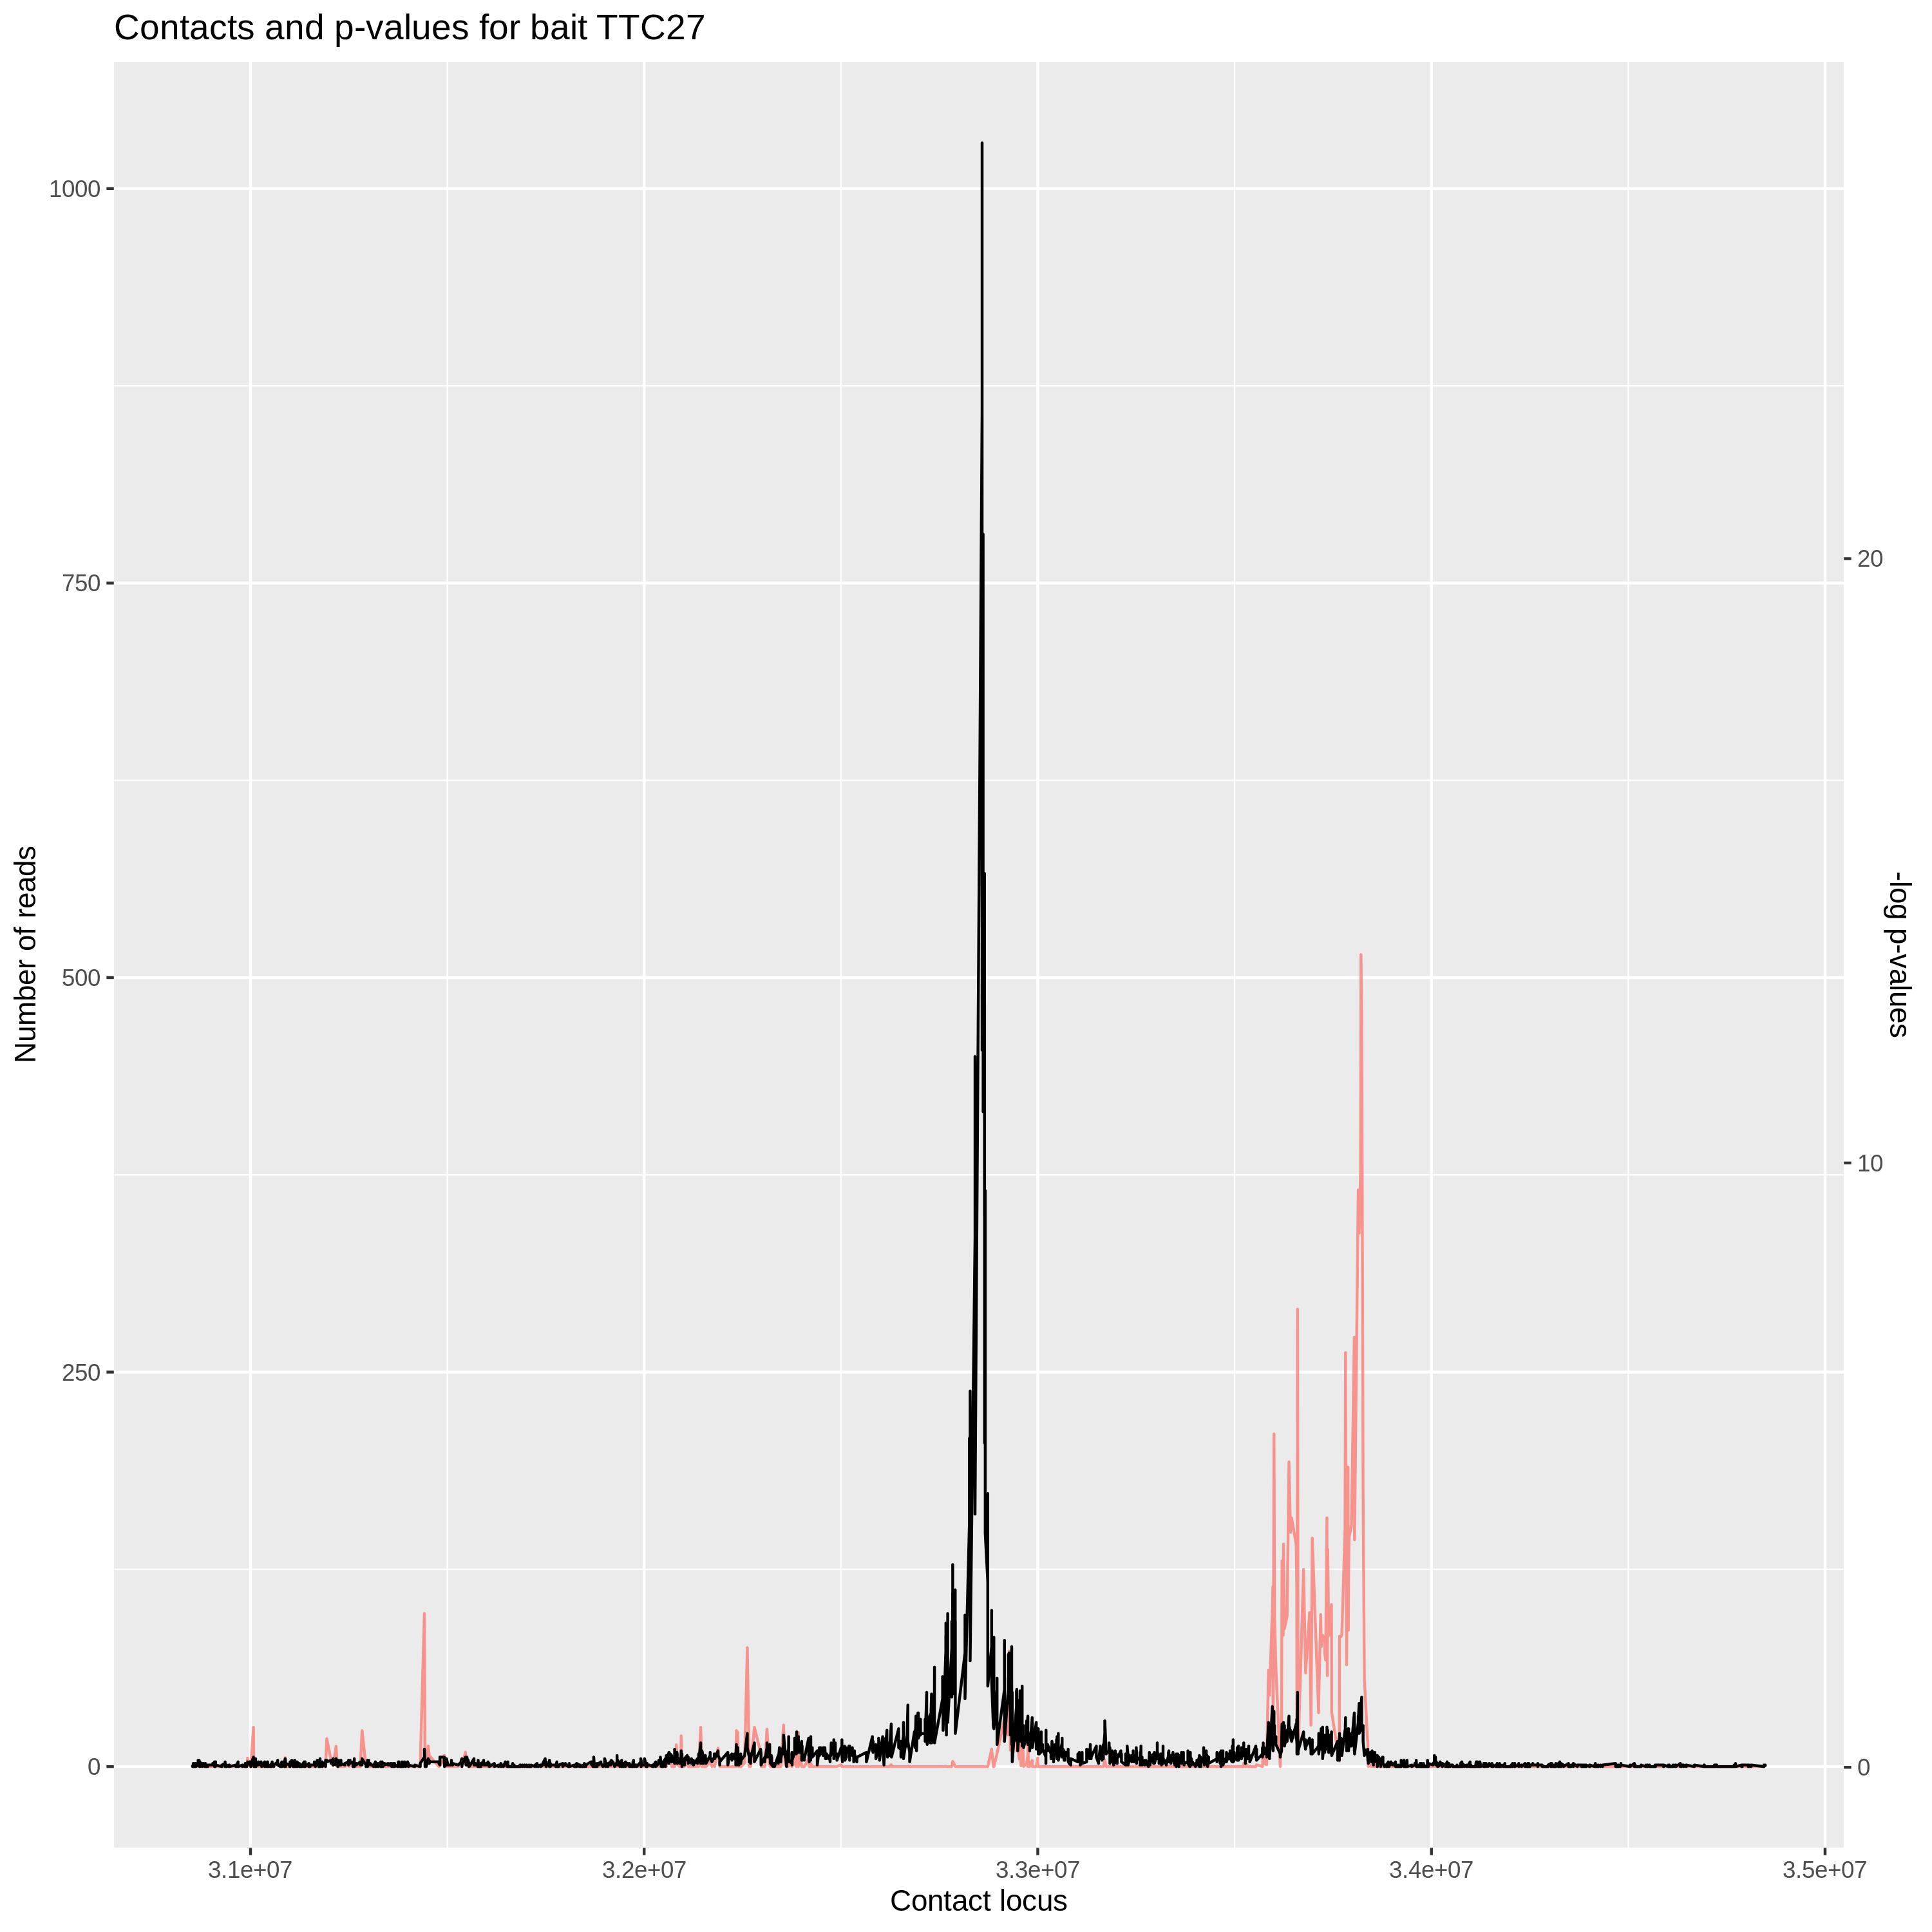 Contacts and p-values for bait TTC27
1000
750
500
250
0
Number of reads
20
10
0
-log p-values
3.1e+07
3.2e+07
3.3e+07
3.4e+07
3.5e+07
Contact locus